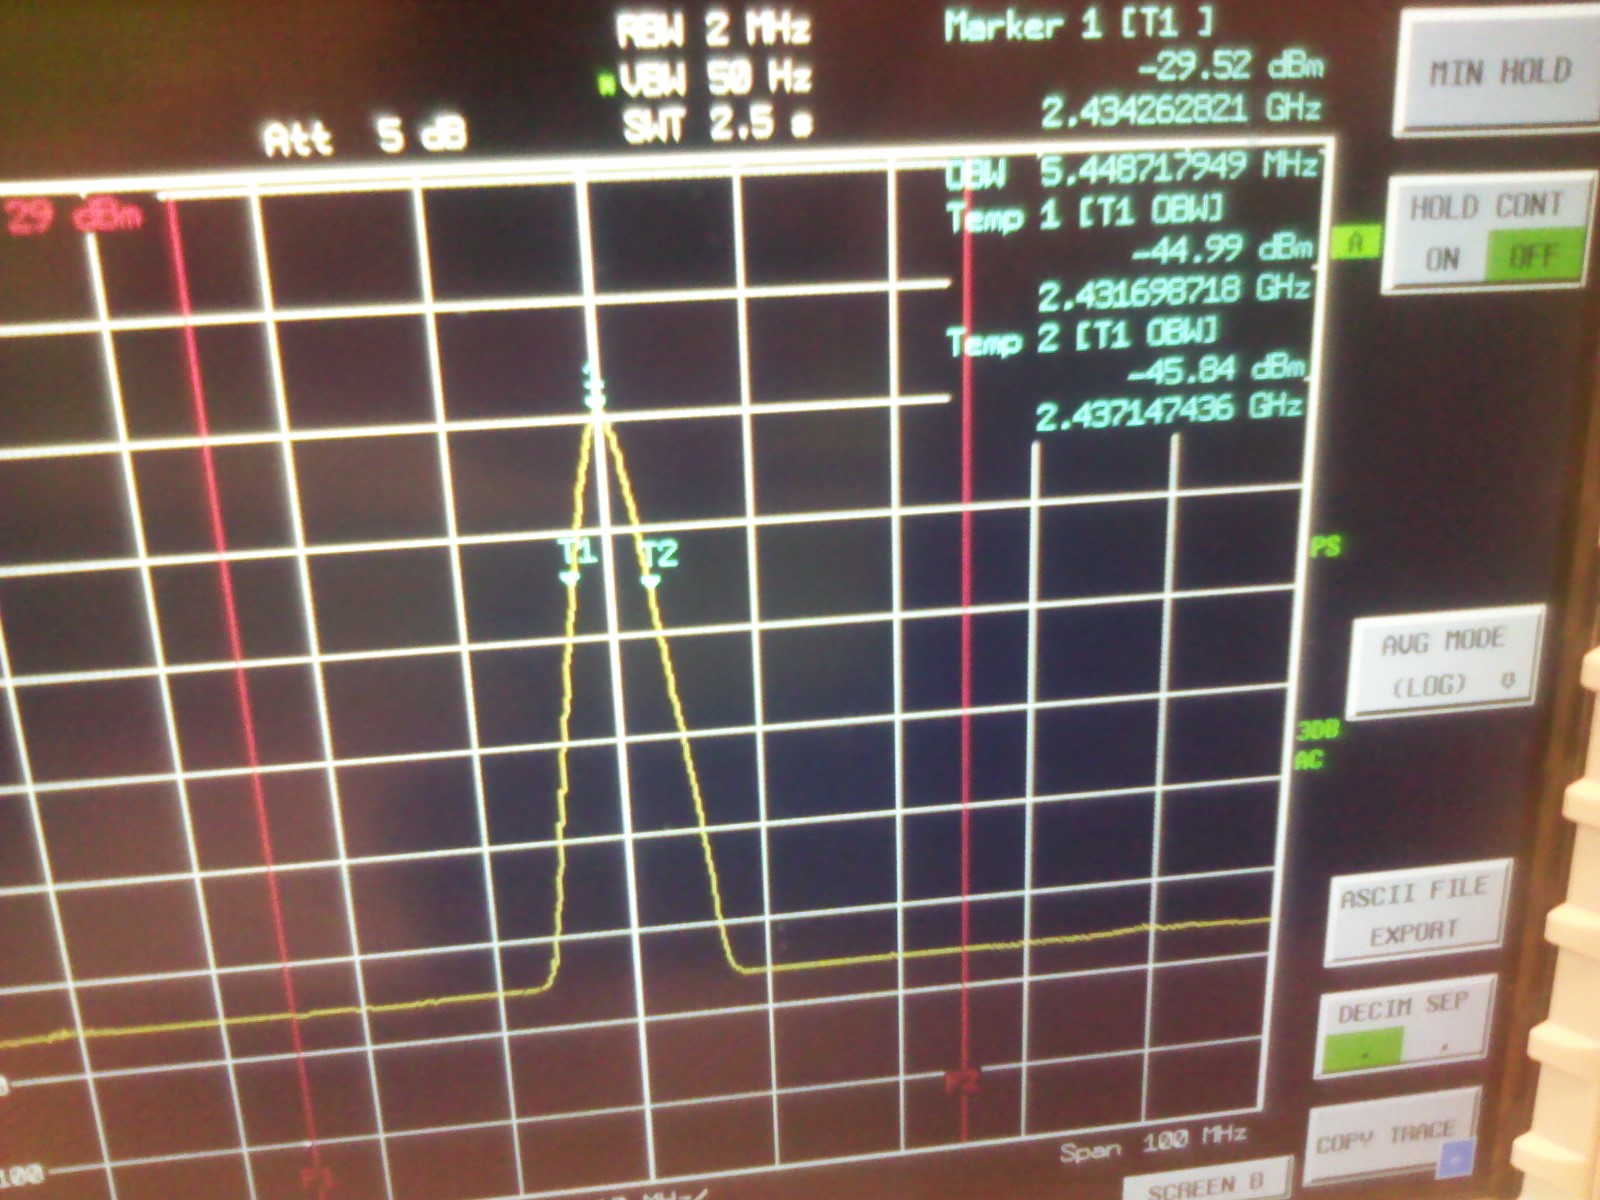 RBW 2 MHz
VBW 50 Hz
SWT 2.5 s
Att 5 dB
Marker 1 [T1 ]
-29.52 dBm
2.434262821 GHz
OBW 5.448717949 MHz
Temp 1 [T1 OBW]
-44.99 dBm
2.431698718 GHz
Temp 2 [T1 OBW]
-45.84 dBm
2.437147436 GHz
29 dBm
A
1
T1 T2
PS
3DB
AC
F2
F1
100
Span 100 MHz
MHz/
MIN HOLD
HOLD CONT
ON OFF
AVG MODE
(LOG)
ASCII FILE
EXPORT
DECIM SEP
. ,
COPY TRACE
SCREEN B